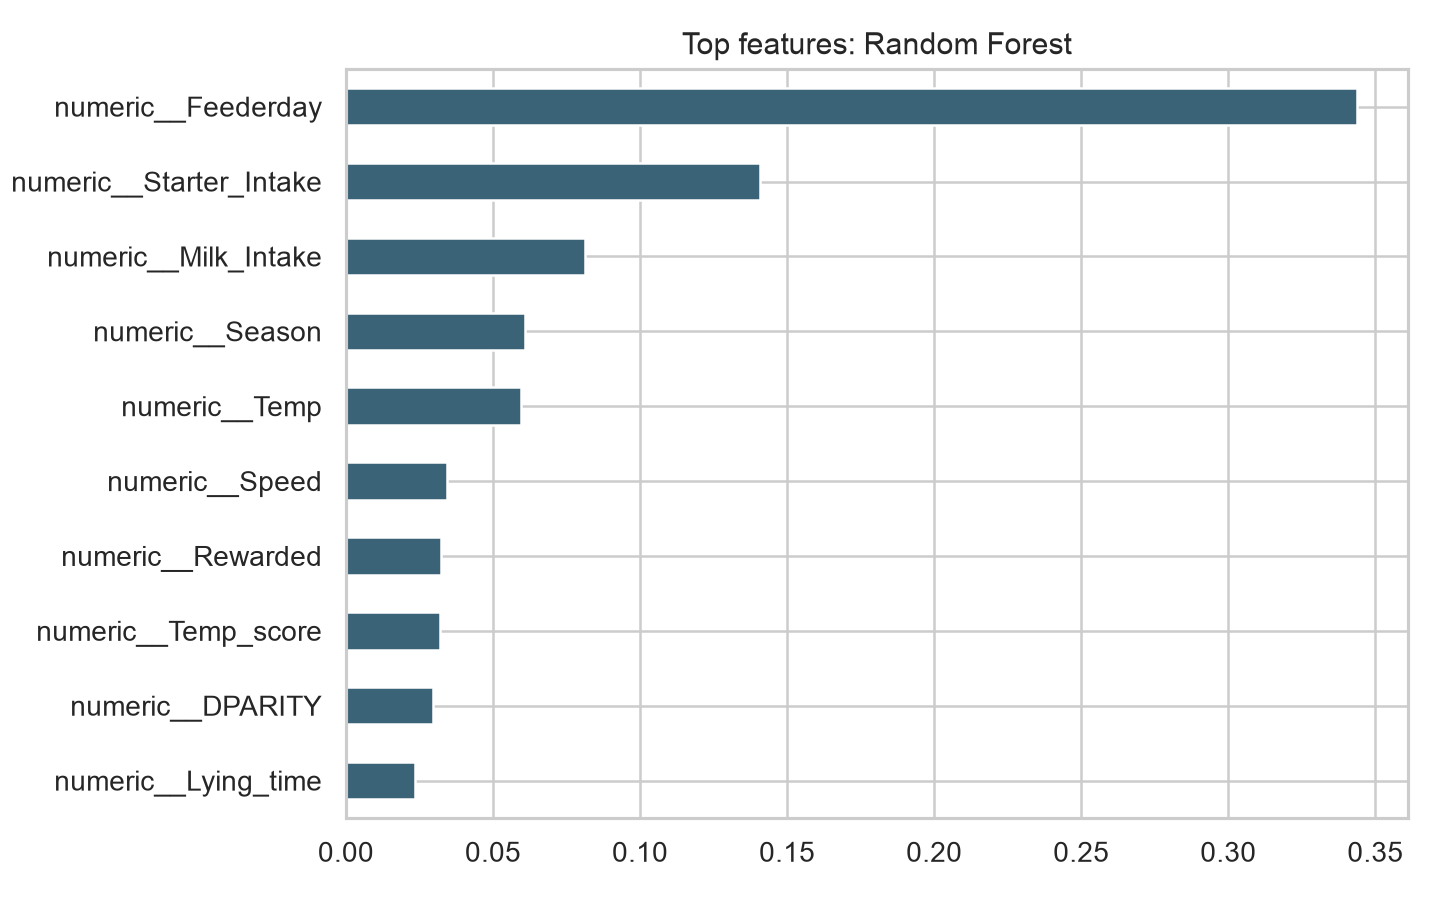 Top features: Random Forest
numeric__Feederday
numeric__Starter_Intake
numeric__Milk_Intake
numeric__Season
numeric__Temp
numeric__Speed
numeric__Rewarded
numeric__Temp_score
numeric__DPARITY
numeric__Lying_time
0.00 0.05 0.10 0.15 0.20 0.25 0.30 0.35